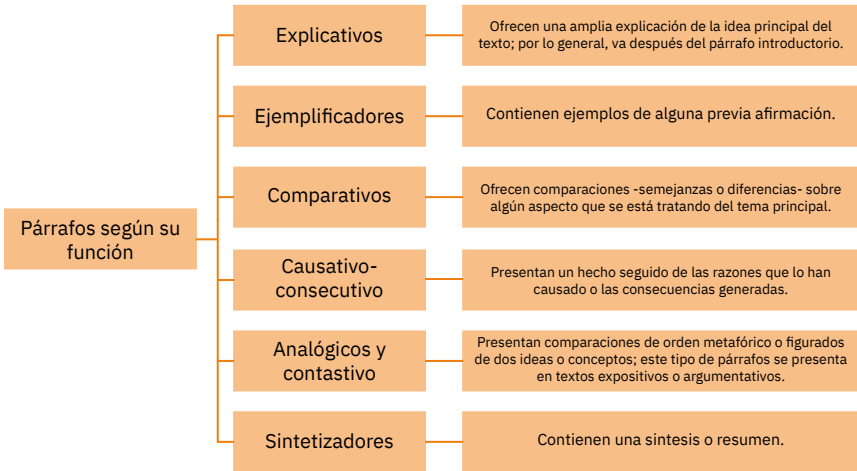 Párrafos según su
función
Explicativos
Ofrecen una amplia explicación de la idea principal del
texto; por lo general, va después del párrafo introductorio.
Ejemplificadores
Contienen ejemplos de alguna previa afirmación.
Comparativos
Ofrecen comparaciones -semejanzas o diferencias- sobre
algún aspecto que se está tratando del tema principal.
Causativo-
consecutivo
Presentan un hecho seguido de las razones que lo han
causado o las consecuencias generadas.
Analógicos y
contastivo
Presentan comparaciones de orden metafórico o figurados
de dos ideas o conceptos; este tipo de párrafos se presenta
en textos expositivos o argumentativos.
Sintetizadores
Contienen una sintesis o resumen.